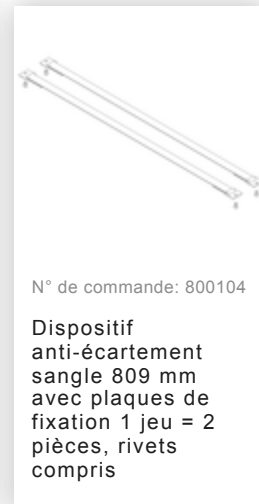 N° de commande: 800104
Dispositif
anti-écartement
sangle 809 mm
avec plaques de
fixation 1 jeu = 2
pièces, rivets
compris